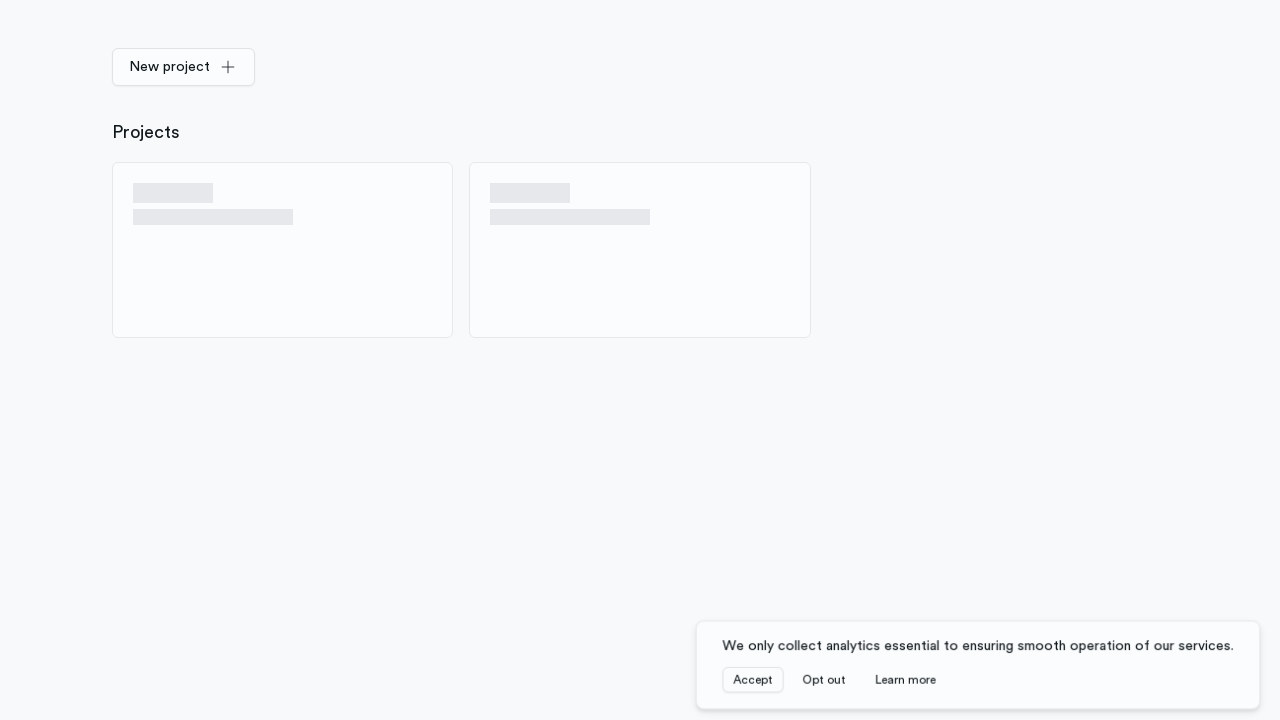 New project
Projects
We only collect analytics essential to ensuring smooth operation of our services.
Accept Opt out Learn more